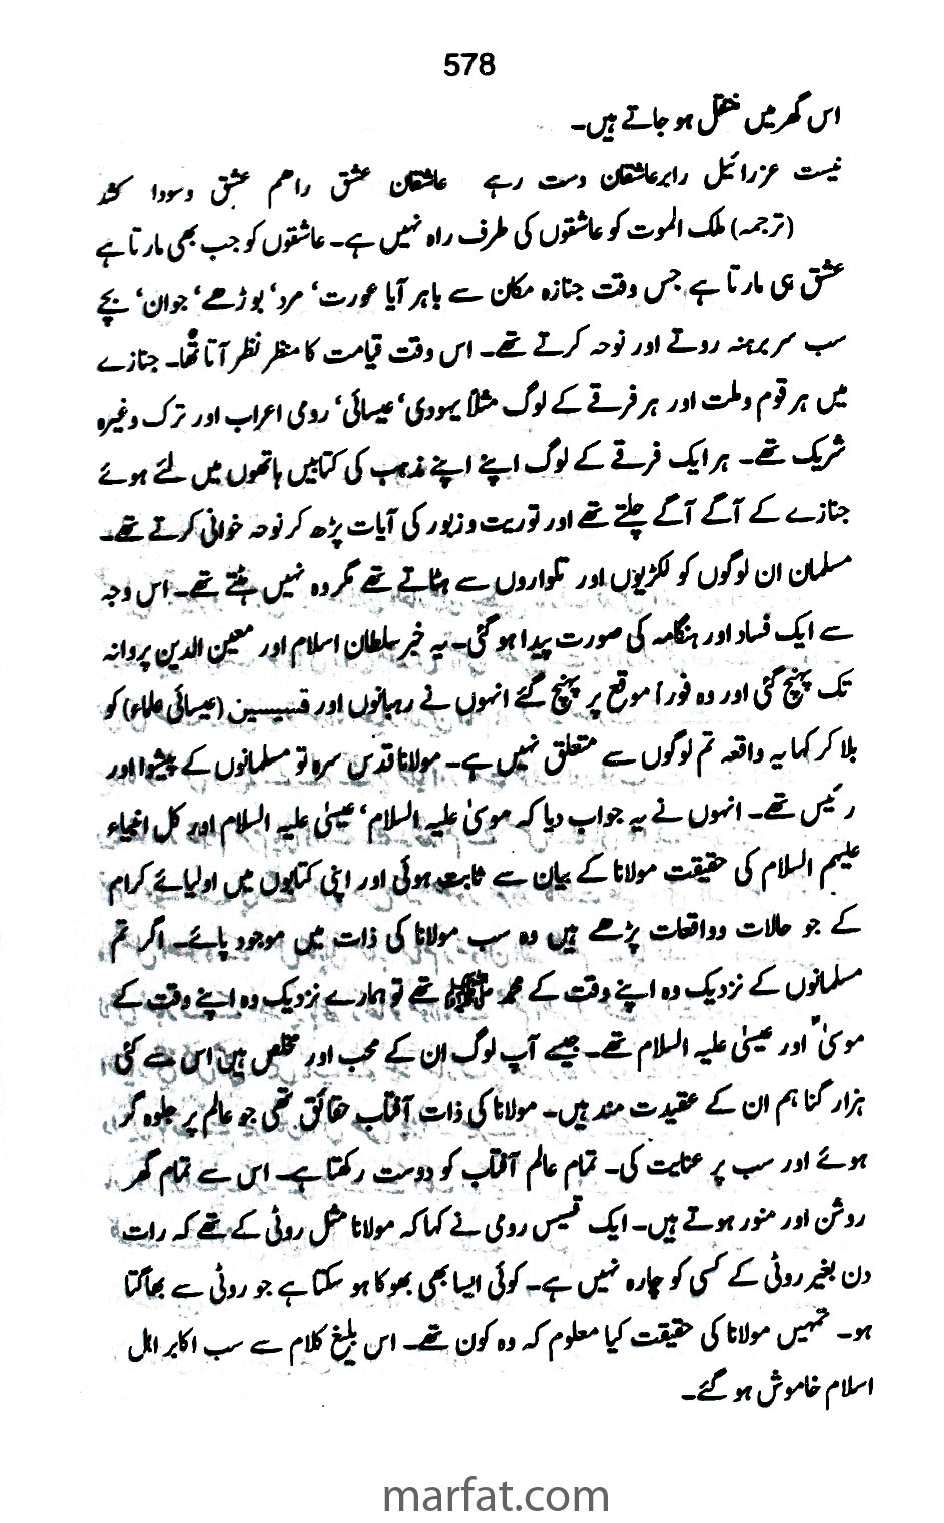 578
اس گھر میں منتقل ہو جاتے ہیں۔
نیست عزرائیل رابرعاشقان دست رہے عاشقان عشق راھم عشق وسودا کشد
(ترجمہ) ملک الموت کو عاشقوں کی طرف راہ نہیں ہے۔ عاشقوں کو جب بھی مارتا ہے
عشق ہی مارتا ہے جس وقت جنازہ مکان سے باہر آیا عورت‘ مرد‘ بوڑھے‘ جوان‘ بچے
سب سر برہنہ روتے اور نوحہ کرتے تھے۔ اس وقت قیامت کا منظر نظر آتا تھا۔ جنازے
میں ہر قوم وملت اور ہر فرقے کے لوگ مثلاً یہودی‘ عیسائی‘ رومی اعراب اور ترک وغیرہ
شریک تھے۔ ہر ایک فرقے کے لوگ اپنے اپنے مذہب کی کتابیں ہاتھوں میں لئے ہوئے
جنازے کے آگے آگے چلتے تھے اور توریت وزبور کی آیات پڑھ کر نوحہ خوانی کرتے تھے۔
مسلمان ان لوگوں کو لکڑیوں اور تلواروں سے ہٹاتے تھے مگر وہ نہیں ہٹتے تھے۔ اس وجہ
سے ایک فساد اور ہنگامہ کی صورت پیدا ہو گئی۔ یہ خبر سلطان اسلام اور معین الدین پروانہ
تک پہنچ گئی اور وہ فوراً موقع پر پہنچ گئے انہوں نے رہبانوں اور قسیسین (عیسائی علماء) کو
بلا کر کہا یہ واقعہ تم لوگوں سے متعلق نہیں ہے۔ مولانا قدس سرہ تو مسلمانوں کے پیشوا اور
رئیس تھے۔ انہوں نے یہ جواب دیا کہ موسیٰ علیہ السلام‘ عیسیٰ علیہ السلام اور کل انبیاء
علیہم السلام کی حقیقت مولانا کے بیان سے ثابت ہوئی اور اپنی کتابوں میں اولیائے کرام
کے جو حالات وواقعات پڑھے ہیں وہ سب مولانا کی ذات میں موجود پائے۔ اگر تم
مسلمانوں کے نزدیک وہ اپنے وقت کے محمد ﷺ تھے تو ہمارے نزدیک وہ اپنے وقت کے
موسیٰؑ اور عیسیٰ علیہ السلام تھے۔ جیسے آپ لوگ ان کے محب اور مخلص ہیں اس سے کئی
ہزار گنا ہم ان کے عقیدت مند ہیں۔ مولانا کی ذات آفتاب حقائق تھی جو عالم پر جلوہ گر
ہوئے اور سب پر عنایت کی۔ تمام عالم آفتاب کو دوست رکھتا ہے۔ اس سے تمام گھر
روشن اور منور ہوتے ہیں۔ ایک قسیس رومی نے کہا کہ مولانا مثل روٹی کے تھے کہ رات
دن بغیر روٹی کے کسی کو چارہ نہیں ہے۔ کوئی ایسا بھی بھوکا ہو سکتا ہے جو روٹی سے بھاگتا
ہو۔ تمہیں مولانا کی حقیقت کیا معلوم کہ وہ کون تھے۔ اس بلیغ کلام سے سب اکابر اہل
اسلام خاموش ہو گئے۔
marfat.com